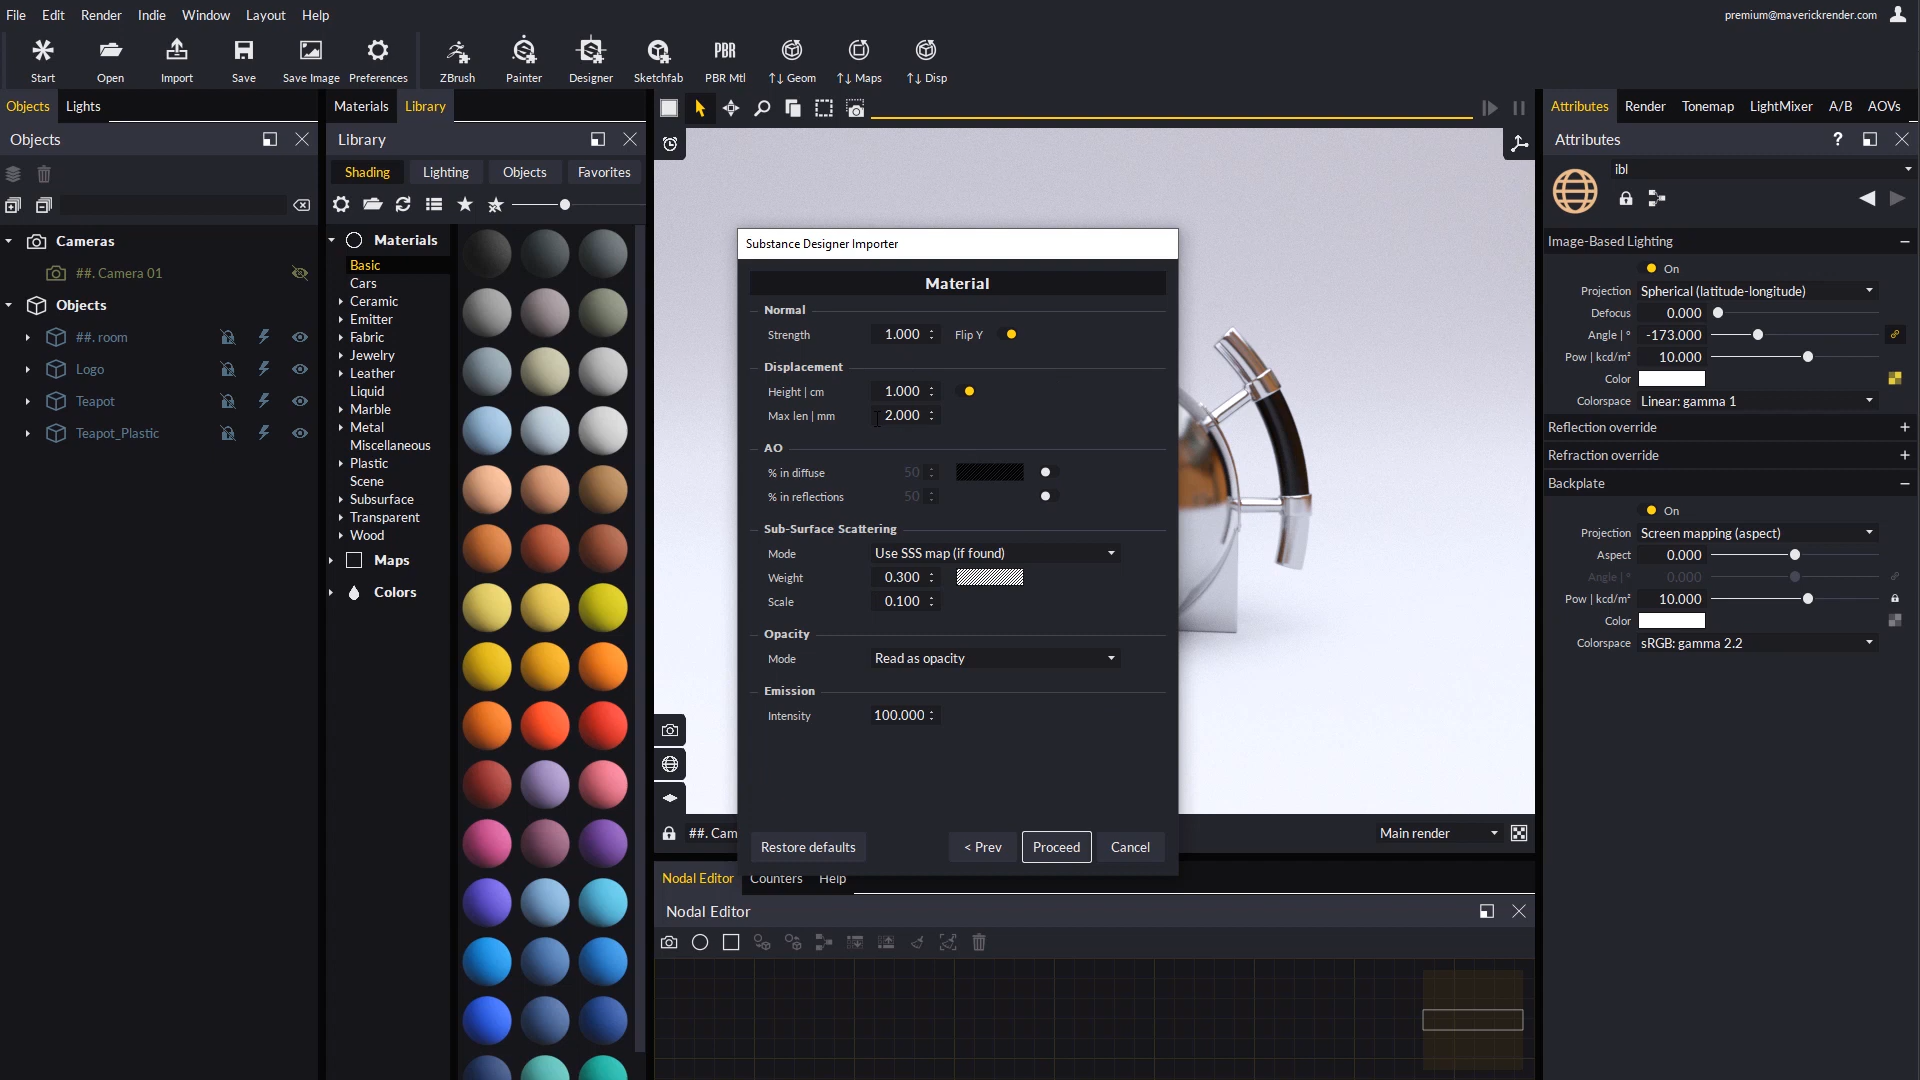 File Edit Render Indie Window Layout Help
premium@maverickrender.com
Start Open Import Save Save Image Preferences ZBrush Painter Designer Sketchfab PBR Mtl ↑↓ Geom ↑↓ Maps ↑↓ Disp
PBR
Objects Lights
Objects
Cameras
##. Camera 01
Objects
##. room
Logo
Teapot
Teapot_Plastic
Materials Library
Library
Shading Lighting Objects Favorites
Materials
Basic
Cars
Ceramic
Emitter
Fabric
Jewelry
Leather
Liquid
Marble
Metal
Miscellaneous
Plastic
Scene
Subsurface
Transparent
Wood
Maps
Colors
Substance Designer Importer
Material
Normal
Strength 1.000 Flip Y
Displacement
Height | cm 1.000
Max len | mm 2.000
AO
% in diffuse 50
% in reflections 50
Sub-Surface Scattering
Mode Use SSS map (if found)
Weight 0.300
Scale 0.100
Opacity
Mode Read as opacity
Emission
Intensity 100.000
Restore defaults < Prev Proceed Cancel
##. Cam
Main render
Nodal Editor Counters Help
Nodal Editor
Attributes Render Tonemap LightMixer A/B AOVs
Attributes ?
ibl
Image-Based Lighting
On
Projection Spherical (latitude-longitude)
Defocus 0.000
Angle | ° -173.000
Pow | kcd/m² 10.000
Color
Colorspace Linear: gamma 1
Reflection override
Refraction override
Backplate
On
Projection Screen mapping (aspect)
Aspect 0.000
Angle | ° 0.000
Pow | kcd/m² 10.000
Color
Colorspace sRGB: gamma 2.2